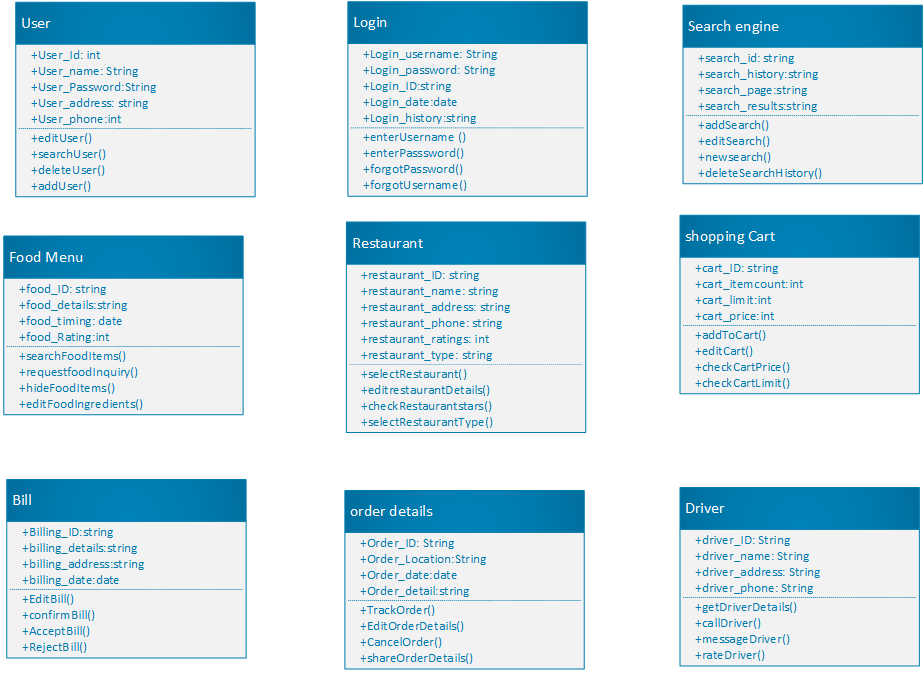 User
+User_Id: int
+User_name: String
+User_Password:String
+User_address: string
+User_phone:int
+editUser()
+searchUser()
+deleteUser()
+addUser()
Login
+Login_username: String
+Login_password: String
+Login_ID:string
+Login_date:date
+Login_history:string
+enterUsername ()
+enterPasssword()
+forgotPassword()
+forgotUsername()
Search engine
+search_id: string
+search_history:string
+search_page:string
+search_results:string
+addSearch()
+editSearch()
+newsearch()
+deleteSearchHistory()
Food Menu
+food_ID: string
+food_details:string
+food_timing: date
+food_Rating:int
+searchFoodItems()
+requestfoodInquiry()
+hideFoodItems()
+editFoodIngredients()
Restaurant
+restaurant_ID: string
+restaurant_name: string
+restaurant_address: string
+restaurant_phone: string
+restaurant_ratings: int
+restaurant_type: string
+selectRestaurant()
+editrestaurantDetails()
+checkRestaurantstars()
+selectRestaurantType()
shopping Cart
+cart_ID: string
+cart_itemcount:int
+cart_limit:int
+cart_price:int
+addToCart()
+editCart()
+checkCartPrice()
+checkCartLimit()
Bill
+Billing_ID:string
+billing_details:string
+billing_address:string
+billing_date:date
+EditBill()
+confirmBill()
+AcceptBill()
+RejectBill()
order details
+Order_ID: String
+Order_Location:String
+Order_date:date
+Order_detail:string
+TrackOrder()
+EditOrderDetails()
+CancelOrder()
+shareOrderDetails()
Driver
+driver_ID: String
+driver_name: String
+driver_address: String
+driver_phone: String
+getDriverDetails()
+callDriver()
+messageDriver()
+rateDriver()